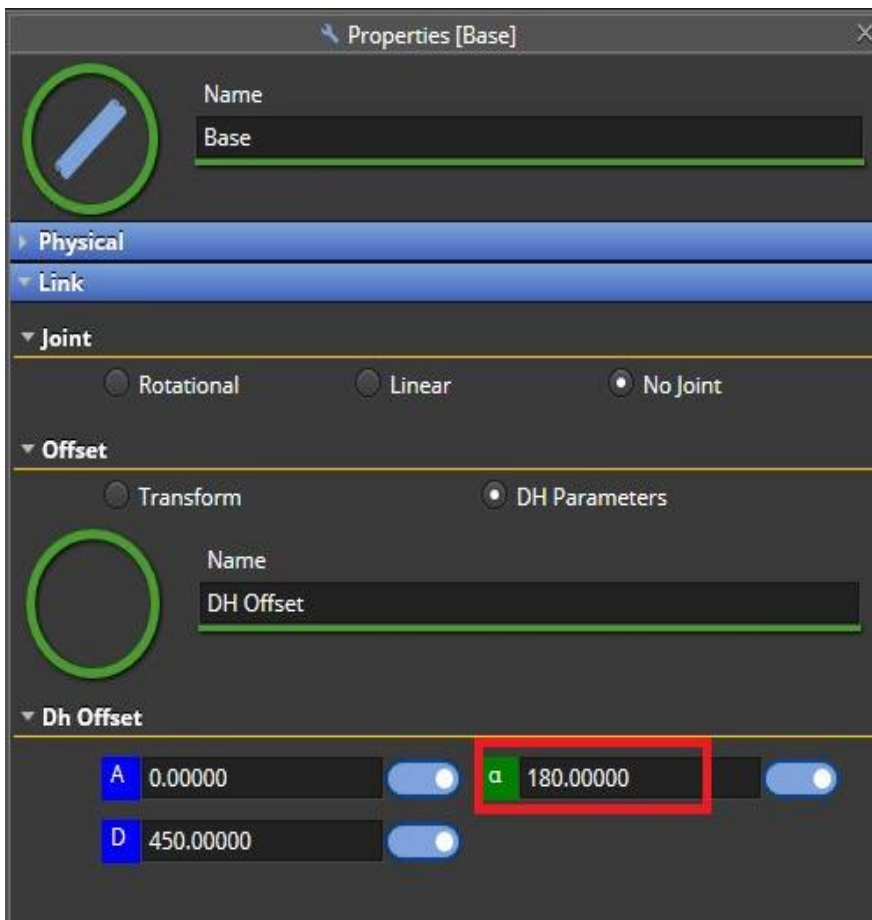 Properties [Base]
Name
Base
Physical
Link
Joint
Rotational Linear No Joint
Offset
Transform DH Parameters
Name
DH Offset
Dh Offset
A 0.00000 α 180.00000
D 450.00000